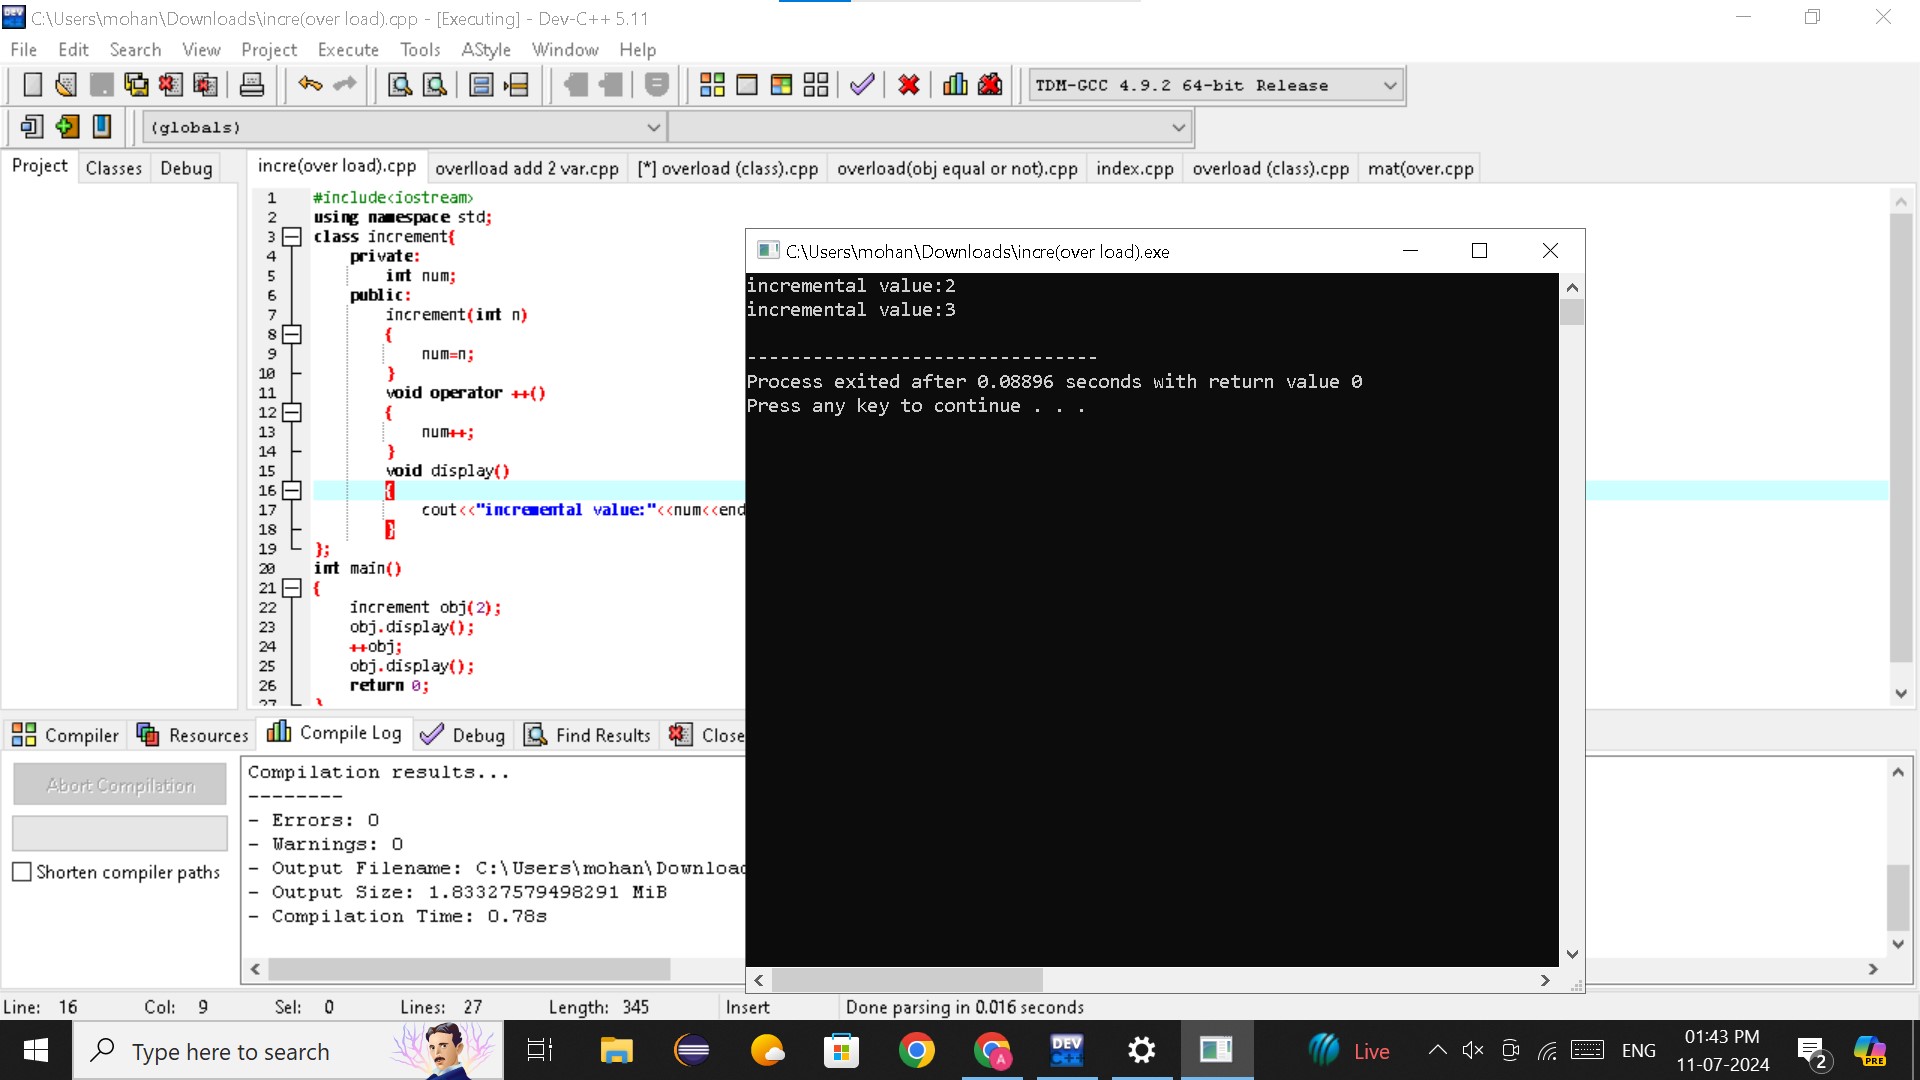 C:\Users\mohan\Downloads\incre(over load).cpp - [Executing] - Dev-C++ 5.11
File Edit Search View Project Execute Tools AStyle Window Help
TDM-GCC 4.9.2 64-bit Release
(globals)
Project Classes Debug
incre(over load).cpp overlload add 2 var.cpp [*] overload (class).cpp overload(obj equal or not).cpp index.cpp overload (class).cpp mat(over.cpp
1 #include<iostream>
2 using namespace std;
3 class increment{
4 private:
5 int num;
6 public:
7 increment(int n)
8 {
9 num=n;
10 }
11 void operator ++()
12 {
13 num++;
14 }
15 void display()
16 {
17 cout<<"incremental value:"<<num<<end
18 }
19 };
20 int main()
21 {
22 increment obj(2);
23 obj.display();
24 ++obj;
25 obj.display();
26 return 0;
27 }
C:\Users\mohan\Downloads\incre(over load).exe
incremental value:2
incremental value:3
--------------------------------
Process exited after 0.08896 seconds with return value 0
Press any key to continue . . .
Compiler Resources Compile Log Debug Find Results Close
Abort Compilation
Shorten compiler paths
Compilation results...
--------
- Errors: 0
- Warnings: 0
- Output Filename: C:\Users\mohan\Downloa
- Output Size: 1.83327579498291 MiB
- Compilation Time: 0.78s
Line: 16 Col: 9 Sel: 0 Lines: 27 Length: 345 Insert Done parsing in 0.016 seconds
Type here to search
DEV C++
A
Live
ENG
01:43 PM
11-07-2024
2
PRE